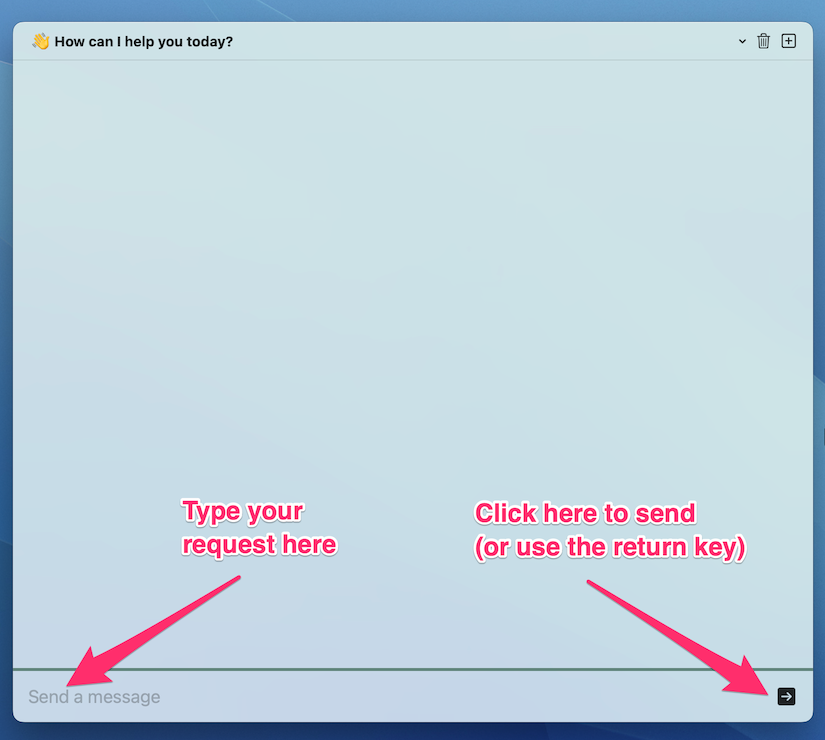 👋 How can I help you today?
Type your
request here
Click here to send
(or use the return key)
Send a message